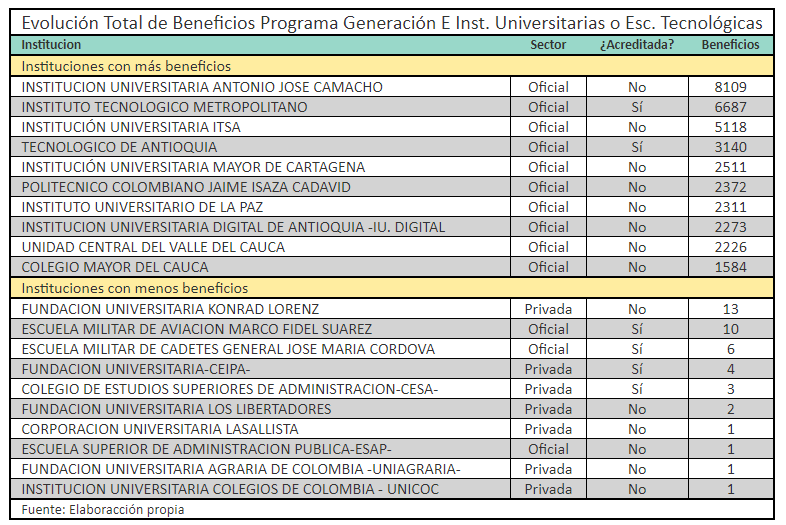 Evolución Total de Beneficios Programa Generación E Inst. Universitarias o Esc. Tecnológicas
Institucion Sector ¿Acreditada? Beneficios
Instituciones con más beneficios
INSTITUCION UNIVERSITARIA ANTONIO JOSE CAMACHO Oficial No 8109
INSTITUTO TECNOLOGICO METROPOLITANO Oficial Sí 6687
INSTITUCIÓN UNIVERSITARIA ITSA Oficial No 5118
TECNOLOGICO DE ANTIOQUIA Oficial Sí 3140
INSTITUCIÓN UNIVERSITARIA MAYOR DE CARTAGENA Oficial No 2511
POLITECNICO COLOMBIANO JAIME ISAZA CADAVID Oficial No 2372
INSTITUTO UNIVERSITARIO DE LA PAZ Oficial No 2311
INSTITUCION UNIVERSITARIA DIGITAL DE ANTIOQUIA -IU. DIGITAL Oficial No 2273
UNIDAD CENTRAL DEL VALLE DEL CAUCA Oficial No 2226
COLEGIO MAYOR DEL CAUCA Oficial No 1584
Instituciones con menos beneficios
FUNDACION UNIVERSITARIA KONRAD LORENZ Privada No 13
ESCUELA MILITAR DE AVIACION MARCO FIDEL SUAREZ Oficial Sí 10
ESCUELA MILITAR DE CADETES GENERAL JOSE MARIA CORDOVA Oficial Sí 6
FUNDACION UNIVERSITARIA-CEIPA- Privada Sí 4
COLEGIO DE ESTUDIOS SUPERIORES DE ADMINISTRACION-CESA- Privada Sí 3
FUNDACION UNIVERSITARIA LOS LIBERTADORES Privada No 2
CORPORACION UNIVERSITARIA LASALLISTA Privada No 1
ESCUELA SUPERIOR DE ADMINISTRACION PUBLICA-ESAP- Oficial No 1
FUNDACION UNIVERSITARIA AGRARIA DE COLOMBIA -UNIAGRARIA- Privada No 1
INSTITUCION UNIVERSITARIA COLEGIOS DE COLOMBIA - UNICOC Privada No 1
Fuente: Elaboracción propia